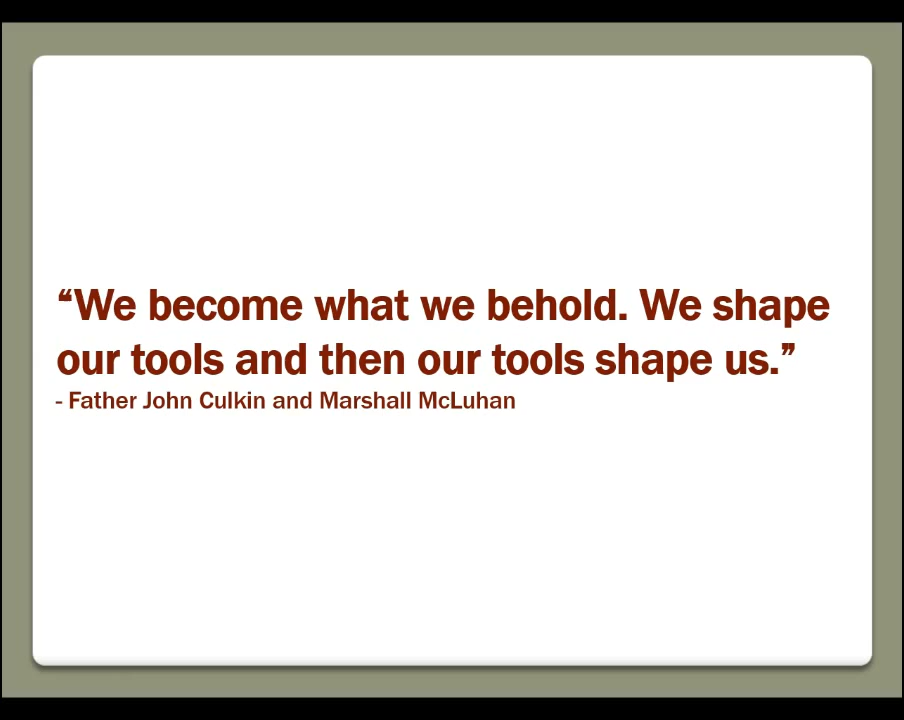 “We become what we behold. We shape
our tools and then our tools shape us.”
- Father John Culkin and Marshall McLuhan